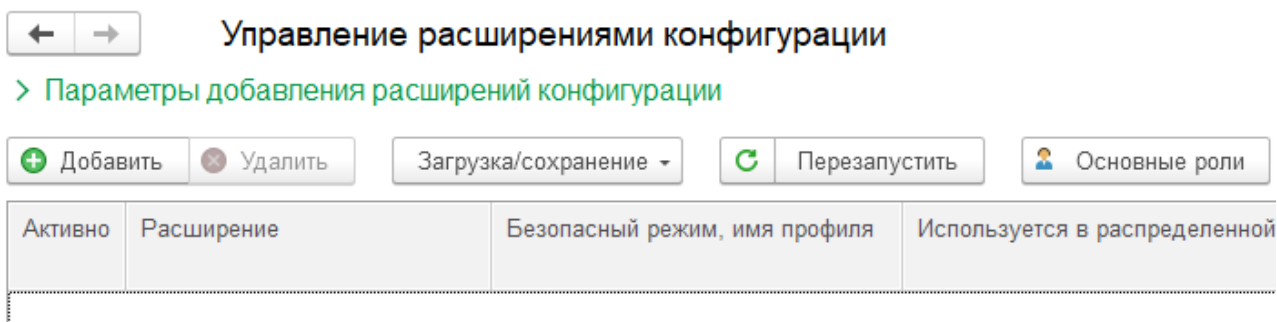 Управление расширениями конфигурации
Параметры добавления расширений конфигурации
Добавить Удалить Загрузка/сохранение Перезапустить Основные роли
Активно Расширение Безопасный режим, имя профиля Используется в распределенной